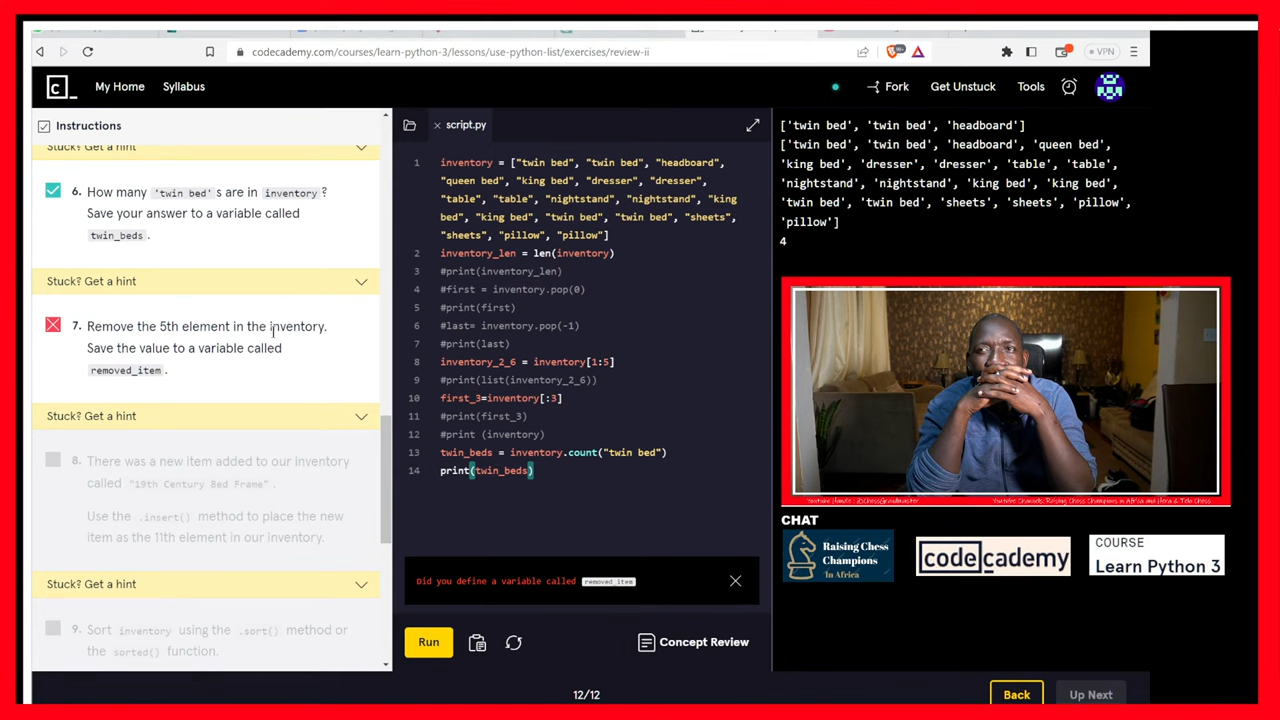 codecademy.com/courses/learn-python-3/lessons/use-python-list/exercises/review-ii
VPN
c_
My Home
Syllabus
Fork
Get Unstuck
Tools
Instructions
Stuck? Get a hint
6. How many 'twin bed' s are in inventory ?
Save your answer to a variable called
twin_beds .
Stuck? Get a hint
7. Remove the 5th element in the inventory.
Save the value to a variable called
removed_item .
Stuck? Get a hint
8. There was a new item added to our inventory
called "19th Century Bed Frame" .
Use the .insert() method to place the new
item as the 11th element in our inventory.
Stuck? Get a hint
9. Sort inventory using the .sort() method or
the sorted() function.
script.py
1 inventory = ["twin bed", "twin bed", "headboard",
"queen bed", "king bed", "dresser", "dresser",
"table", "table", "nightstand", "nightstand", "king
bed", "king bed", "twin bed", "twin bed", "sheets",
"sheets", "pillow", "pillow"]
2 inventory_len = len(inventory)
3 #print(inventory_len)
4 #first = inventory.pop(0)
5 #print(first)
6 #last= inventory.pop(-1)
7 #print(last)
8 inventory_2_6 = inventory[1:5]
9 #print(list(inventory_2_6))
10 first_3=inventory[:3]
11 #print(first_3)
12 #print (inventory)
13 twin_beds = inventory.count("twin bed")
14 print(twin_beds)
Did you define a variable called removed_item
Run
Concept Review
12/12
Back
Up Next
['twin bed', 'twin bed', 'headboard']
['twin bed', 'twin bed', 'headboard', 'queen bed',
'king bed', 'dresser', 'dresser', 'table', 'table',
'nightstand', 'nightstand', 'king bed', 'king bed',
'twin bed', 'twin bed', 'sheets', 'sheets', 'pillow',
'pillow']
4
CHAT
Raising Chess
Champions
In Africa
codecademy
COURSE
Learn Python 3